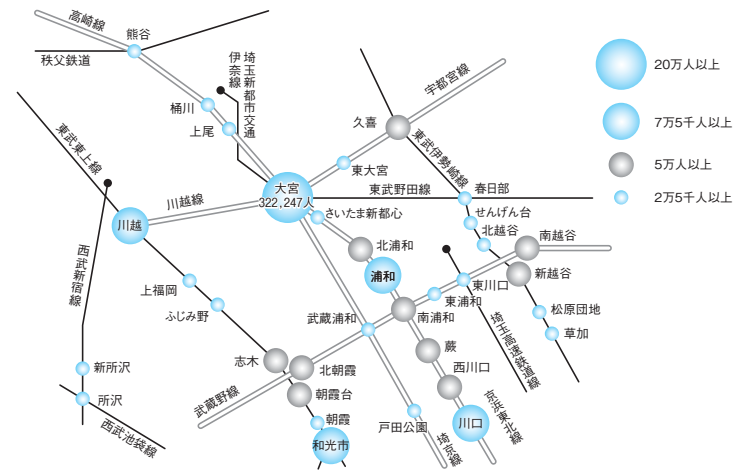 高崎線
熊谷
秩父鉄道
埼玉新都市交通
伊奈線
桶川
上尾
宇都宮線
久喜
東大宮
東武伊勢崎線
東武東上線
大宮
322,247人
東武野田線
春日部
川越線
さいたま新都心
せんげん台
川越
北越谷
南越谷
北浦和
西武新宿線
浦和
新越谷
上福岡
東川口
東浦和
ふじみ野
武蔵浦和
南浦和
松原団地
埼玉高速鉄道線
草加
蕨
志木
北朝霞
新所沢
西川口
朝霞台
武蔵野線
所沢
京浜東北線
朝霞
戸田公園
川口
西武池袋線
和光市
埼京線
20万人以上
7万5千人以上
5万人以上
2万5千人以上